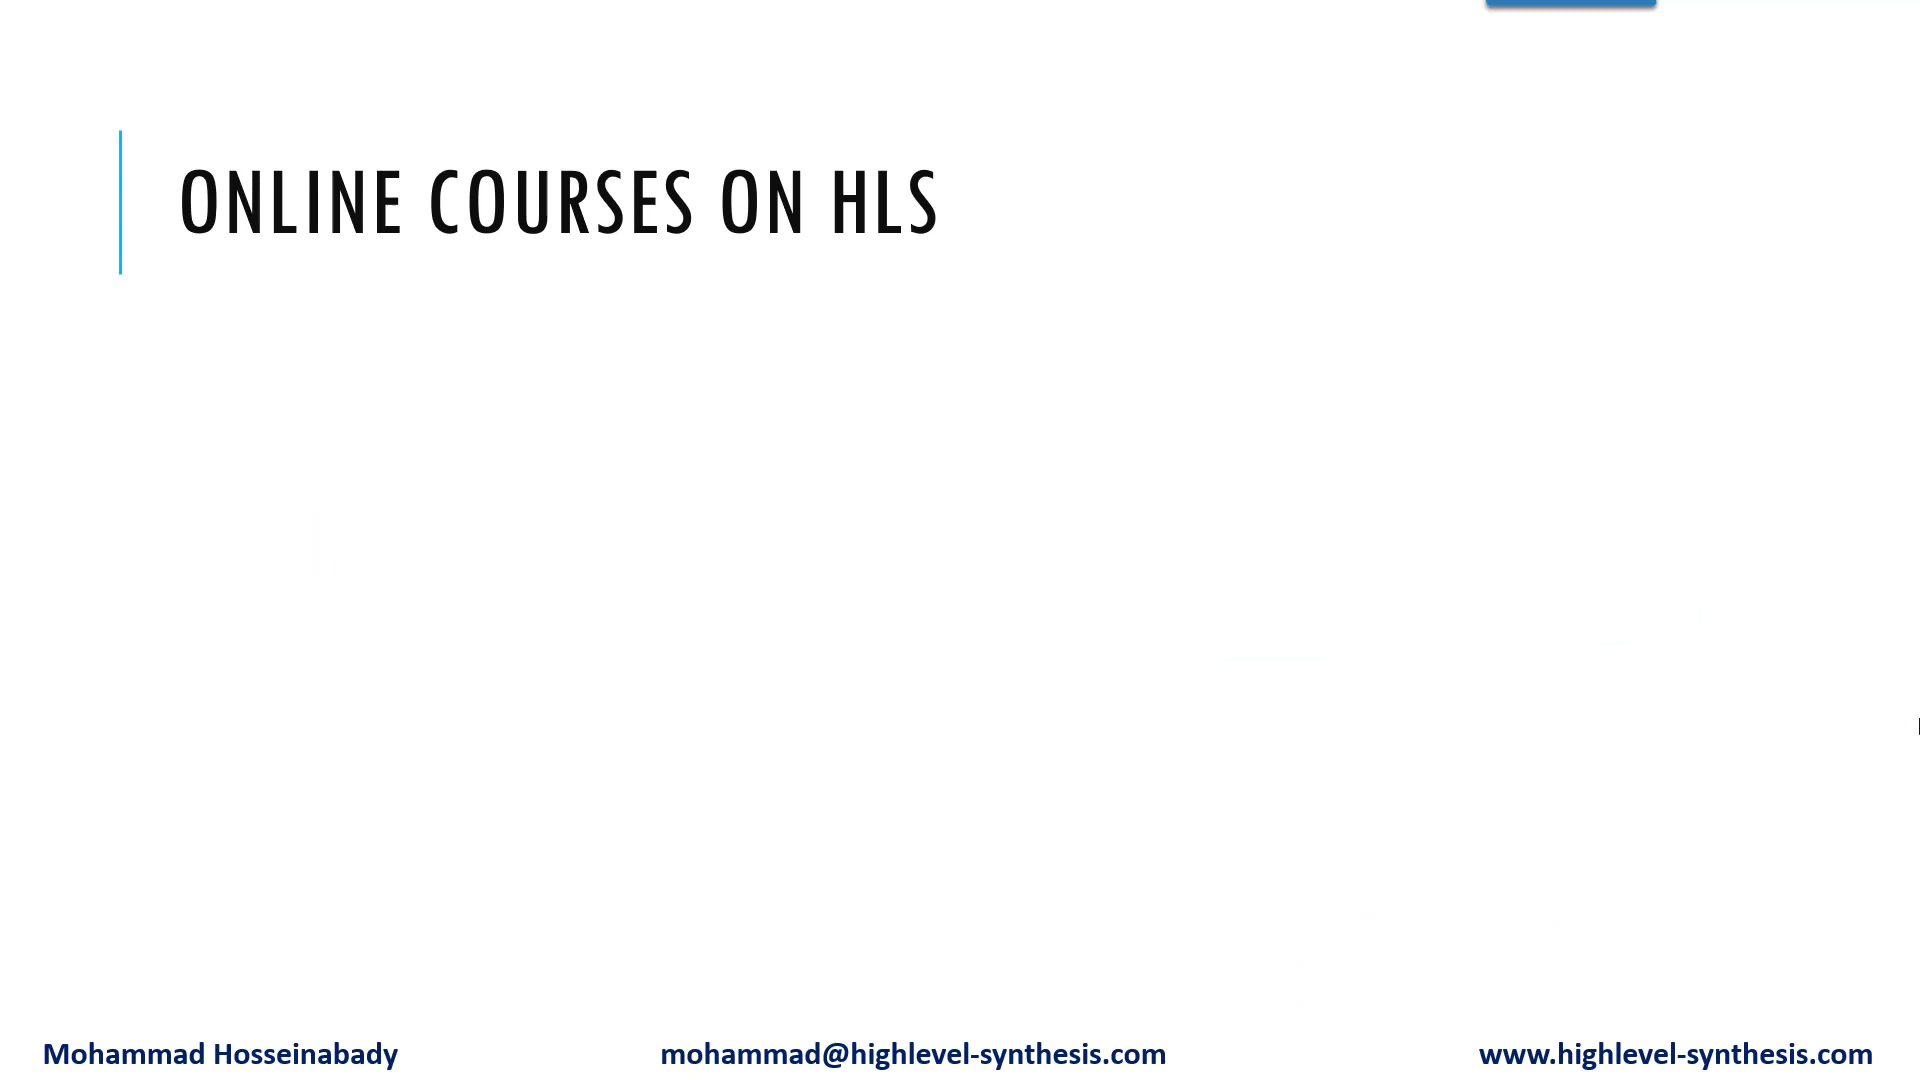 ONLINE COURSES ON HLS
Mohammad Hosseinabady
mohammad@highlevel-synthesis.com
www.highlevel-synthesis.com